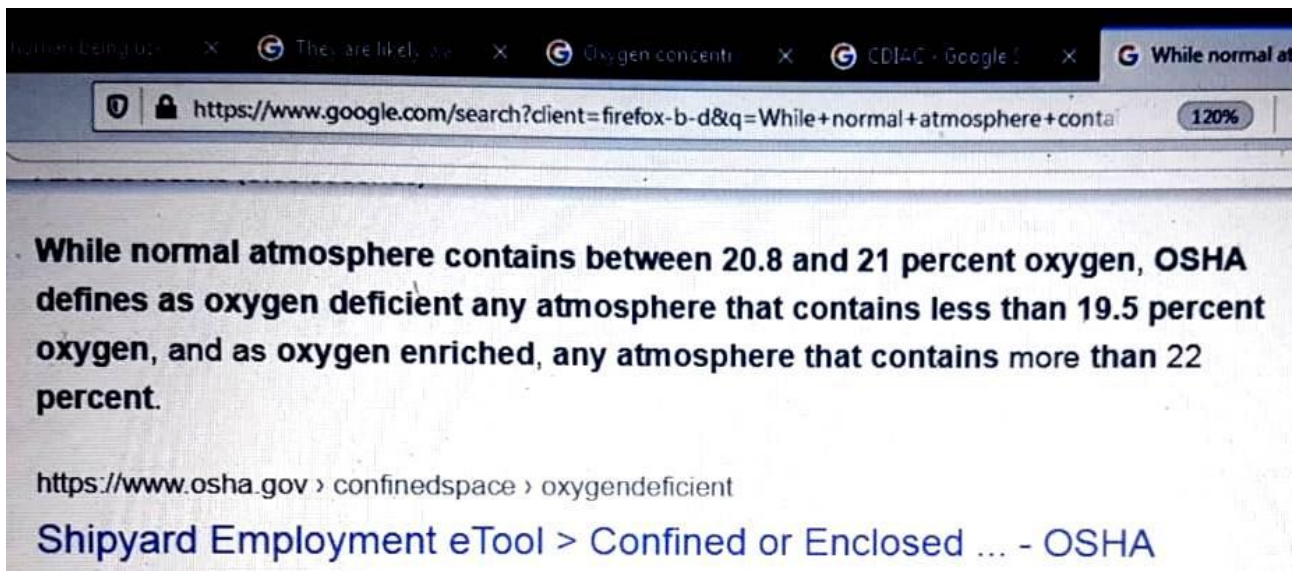 They are likely
Oxygen concentr
CDIAC - Google S
While normal at
https://www.google.com/search?client=firefox-b-d&q=While+normal+atmosphere+conta
120%
While normal atmosphere contains between 20.8 and 21 percent oxygen, OSHA
defines as oxygen deficient any atmosphere that contains less than 19.5 percent
oxygen, and as oxygen enriched, any atmosphere that contains more than 22
percent.
https://www.osha.gov › confinedspace › oxygendeficient
Shipyard Employment eTool > Confined or Enclosed ... - OSHA